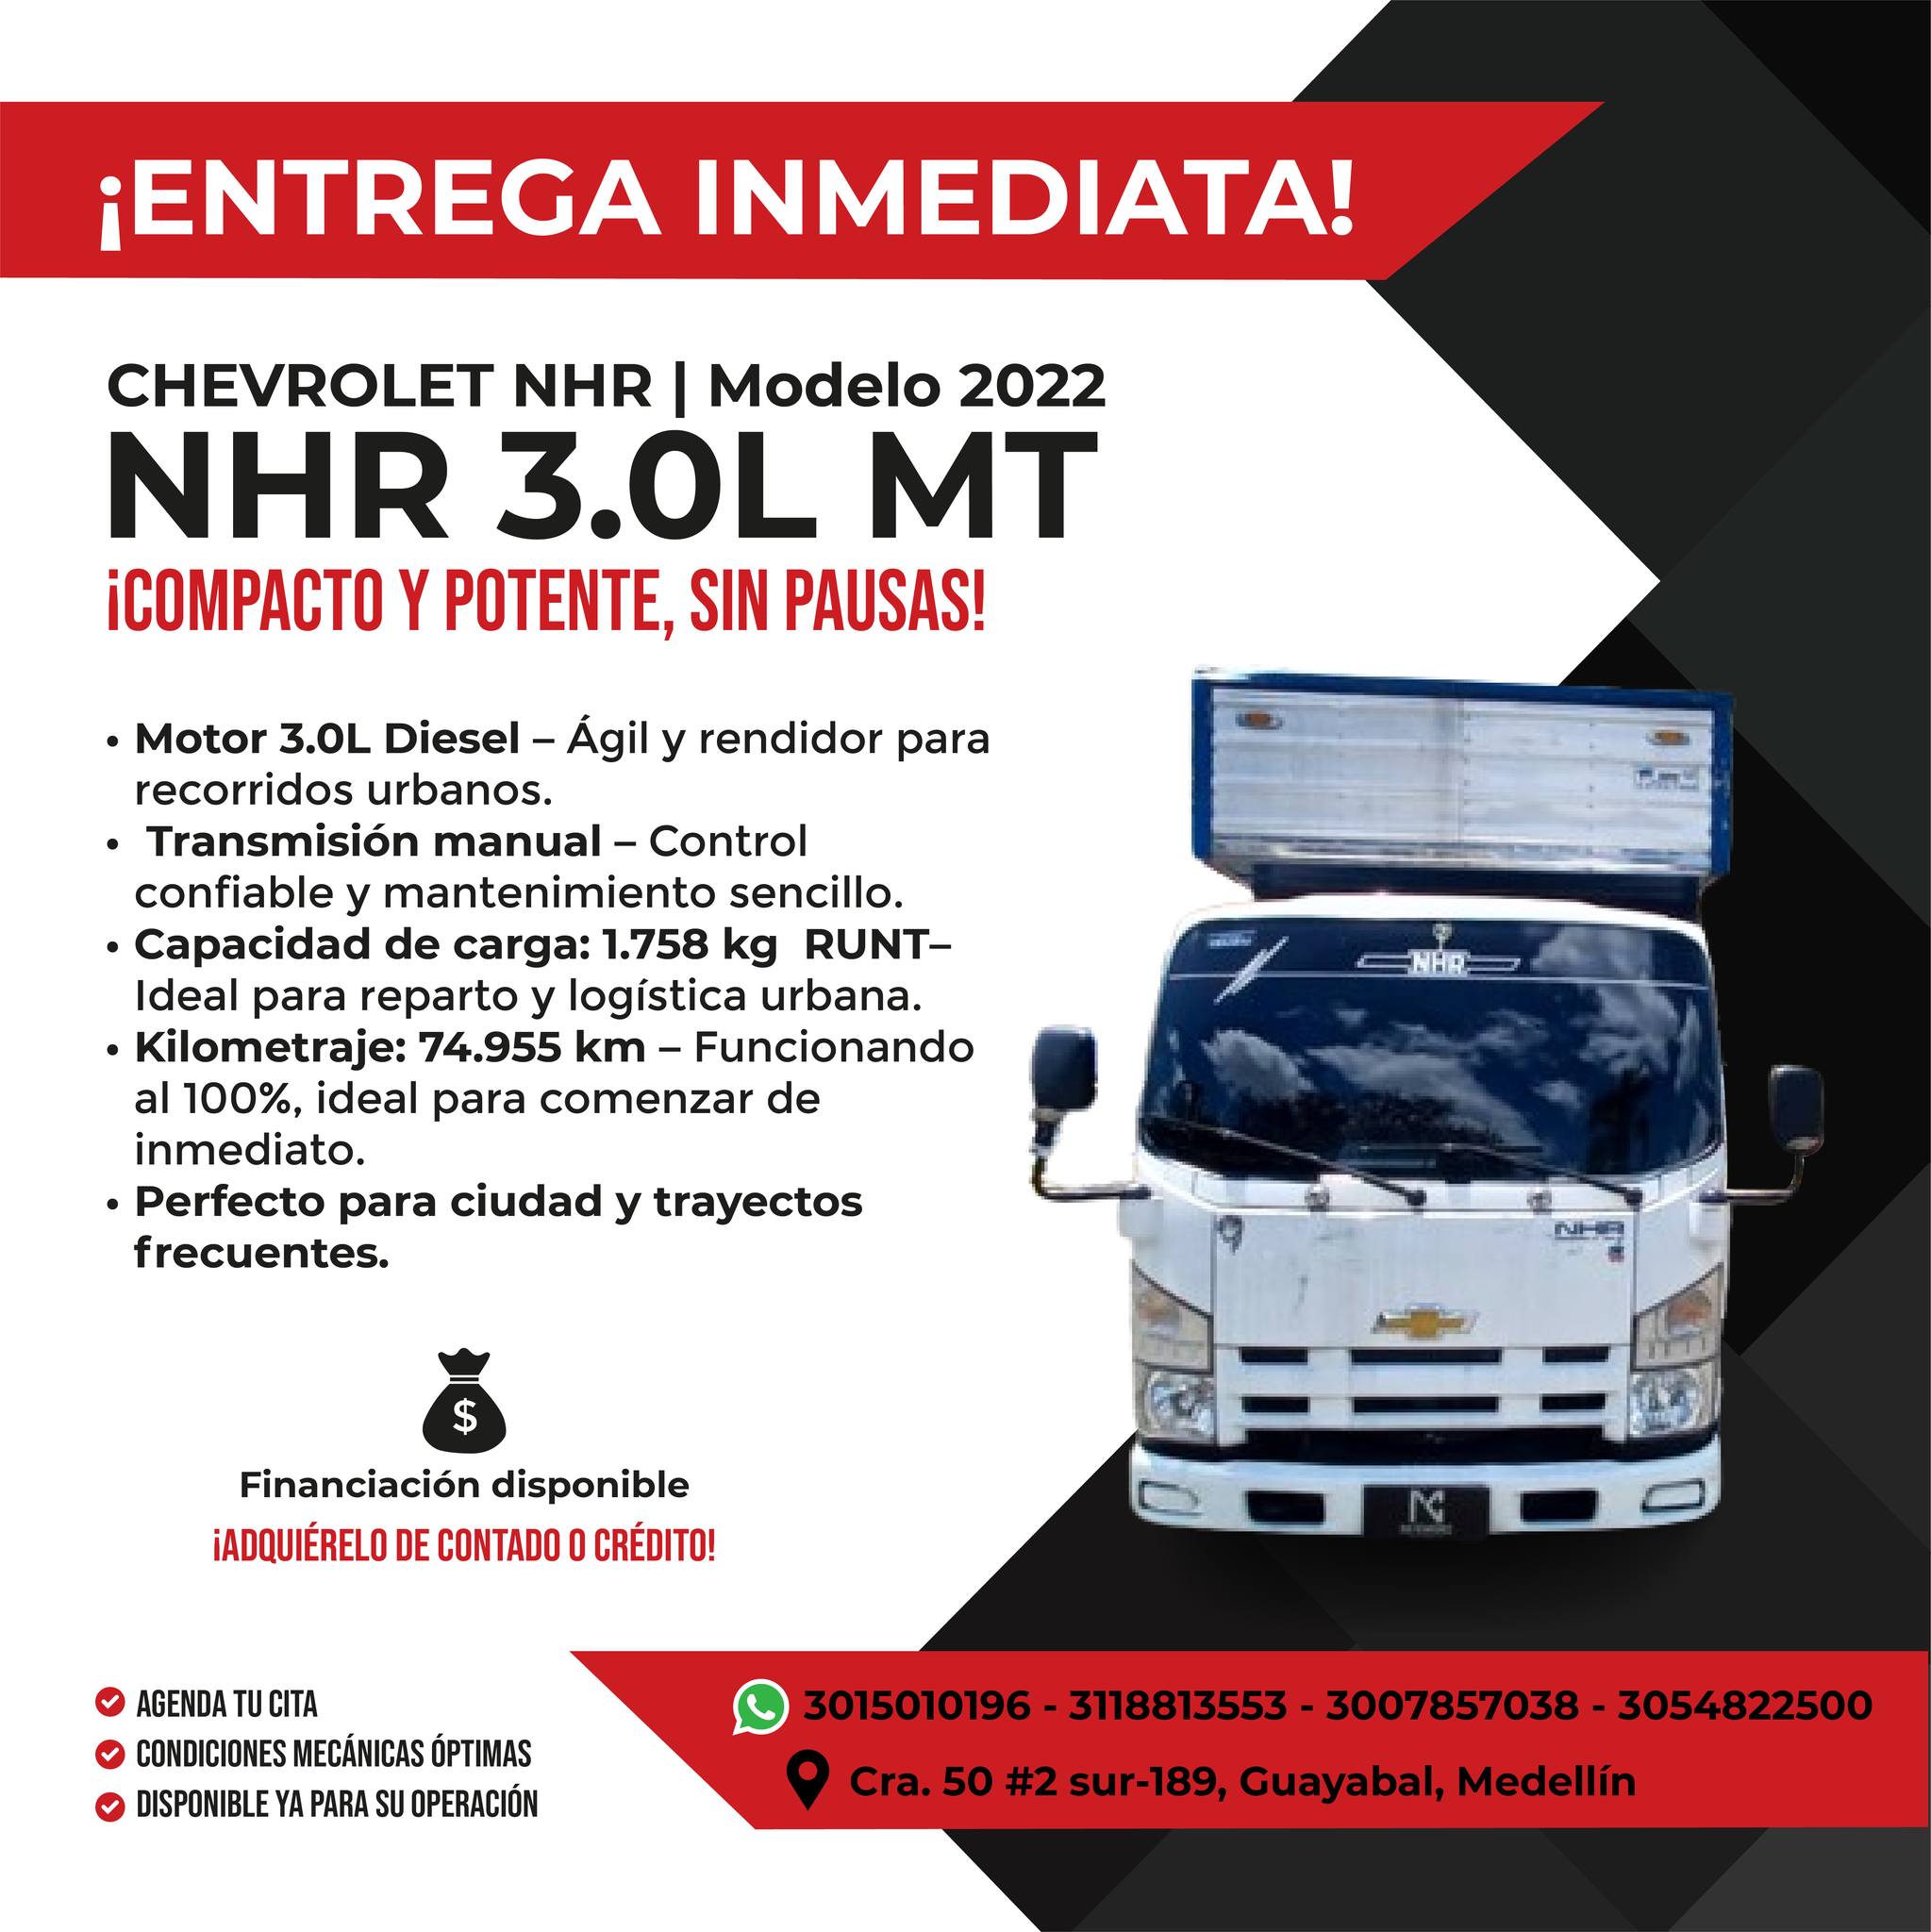 ¡ENTREGA INMEDIATA!
CHEVROLET NHR | Modelo 2022
NHR 3.0L MT
¡COMPACTO Y POTENTE, SIN PAUSAS!
• Motor 3.0L Diesel – Ágil y rendidor para
recorridos urbanos.
• Transmisión manual – Control
confiable y mantenimiento sencillo.
• Capacidad de carga: 1.758 kg RUNT–
Ideal para reparto y logística urbana.
• Kilometraje: 74.955 km – Funcionando
al 100%, ideal para comenzar de
inmediato.
• Perfecto para ciudad y trayectos
frecuentes.
NHR
NHR
$
Financiación disponible
¡ADQUIÉRELO DE CONTADO O CRÉDITO!
AGENDA TU CITA
CONDICIONES MECÁNICAS ÓPTIMAS
DISPONIBLE YA PARA SU OPERACIÓN
3015010196 - 3118813553 - 3007857038 - 3054822500
Cra. 50 #2 sur-189, Guayabal, Medellín